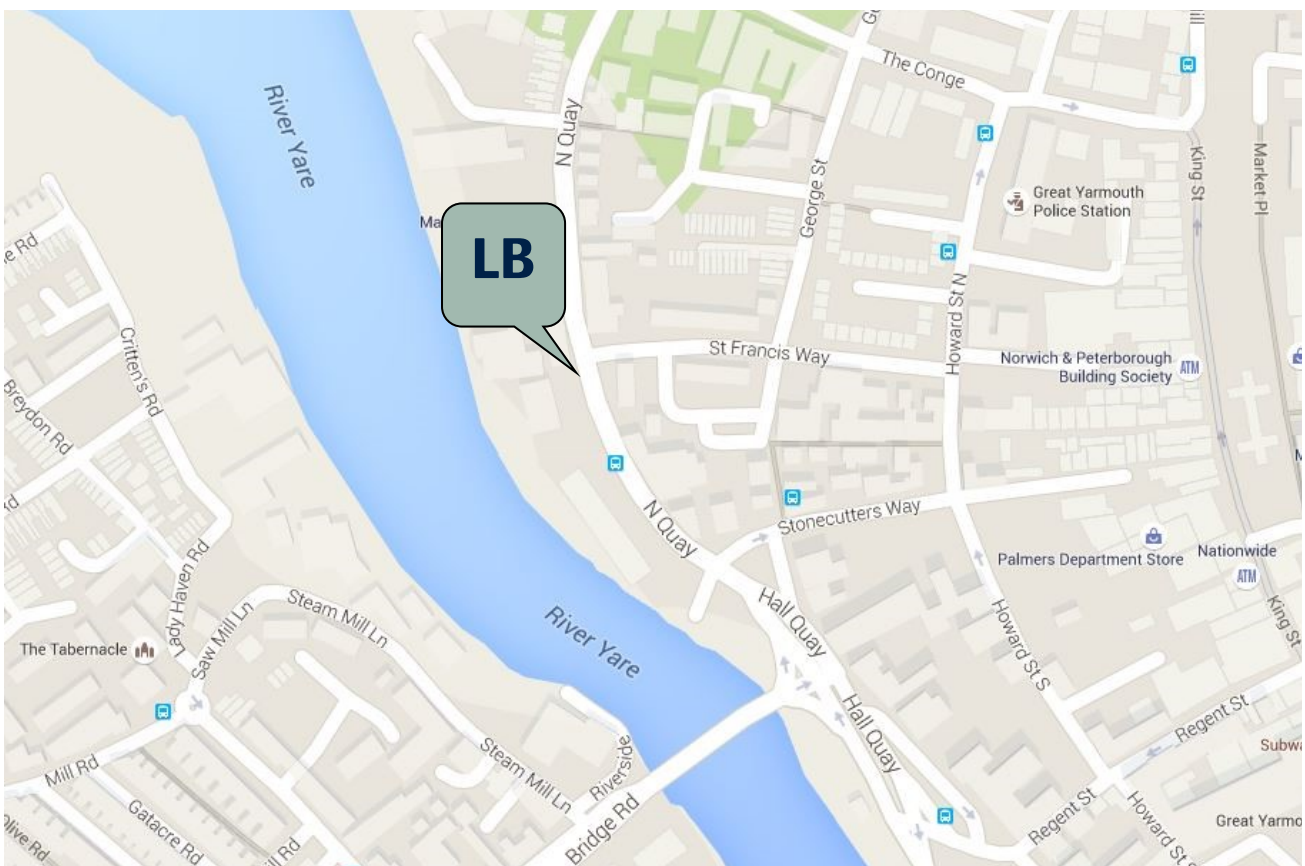 River Yare
N Quay
The Conge
George St
King St
Market Pl
Great Yarmouth
Police Station
LB
Howard St N
St Francis Way
Norwich & Peterborough
Building Society
ATM
Critten's Rd
Breydon Rd
N Quay
Stonecutters Way
Palmers Department Store
Nationwide
ATM
King St
Lady Haven Rd
Saw Mill Ln
Steam Mill Ln
The Tabernacle
River Yare
Hall Quay
Howard St S
Hall Quay
Regent St
Steam Mill Ln
Riverside
Mill Rd
Gatacre Rd
Bridge Rd
Regent St
Howard St S
Great Yarmo
Olive Rd